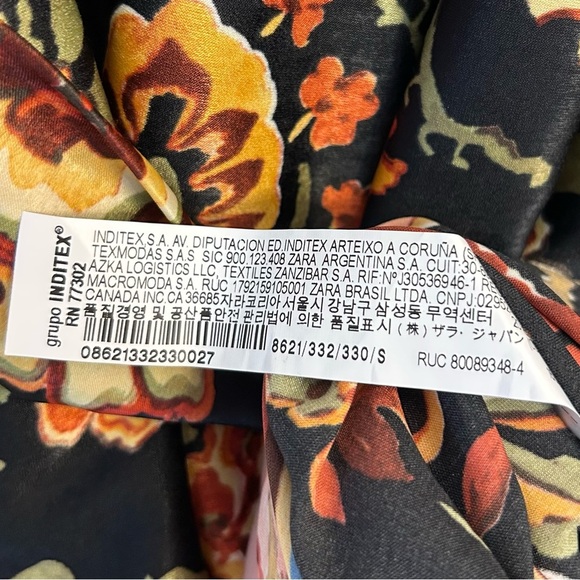 grupo INDITEX®
RN 77302
INDITEX S.A. AV. DIPUTACION ED.INDITEX ARTEIXO A CORUÑA (S
TEXMODAS S.A.S SIC 900.123.408 ZARA ARGENTINA S.A. CUIT:30-
AZKA LOGISTICS LLC, TEXTILES ZANZIBAR S.A. RIF:NºJ30536946-1 R
MACROMODA S.A. RUC 1792159105001 ZARA BRASIL LTDA. CNPJ:0295
CANADA INC.CA 36685자라코리아서울시 강남구 삼성동 무역센터
품질경영 및 공산품안전 관리법에 의한 품질표시 (株) ザラ・ジャパン
08621332330027 8621/332/330/S RUC 80089348-4